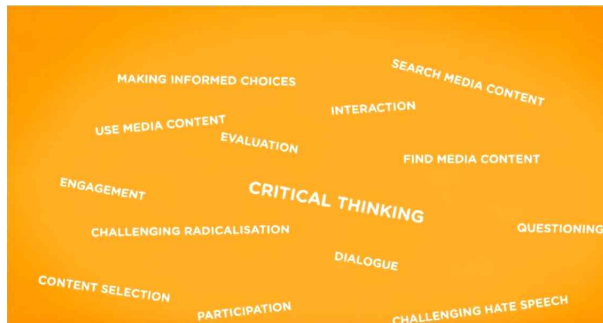 SEARCH MEDIA CONTENT
MAKING INFORMED CHOICES
INTERACTION
USE MEDIA CONTENT
EVALUATION
FIND MEDIA CONTENT
ENGAGEMENT
CRITICAL THINKING
QUESTIONING
CHALLENGING RADICALISATION
DIALOGUE
CONTENT SELECTION
PARTICIPATION
CHALLENGING HATE SPEECH